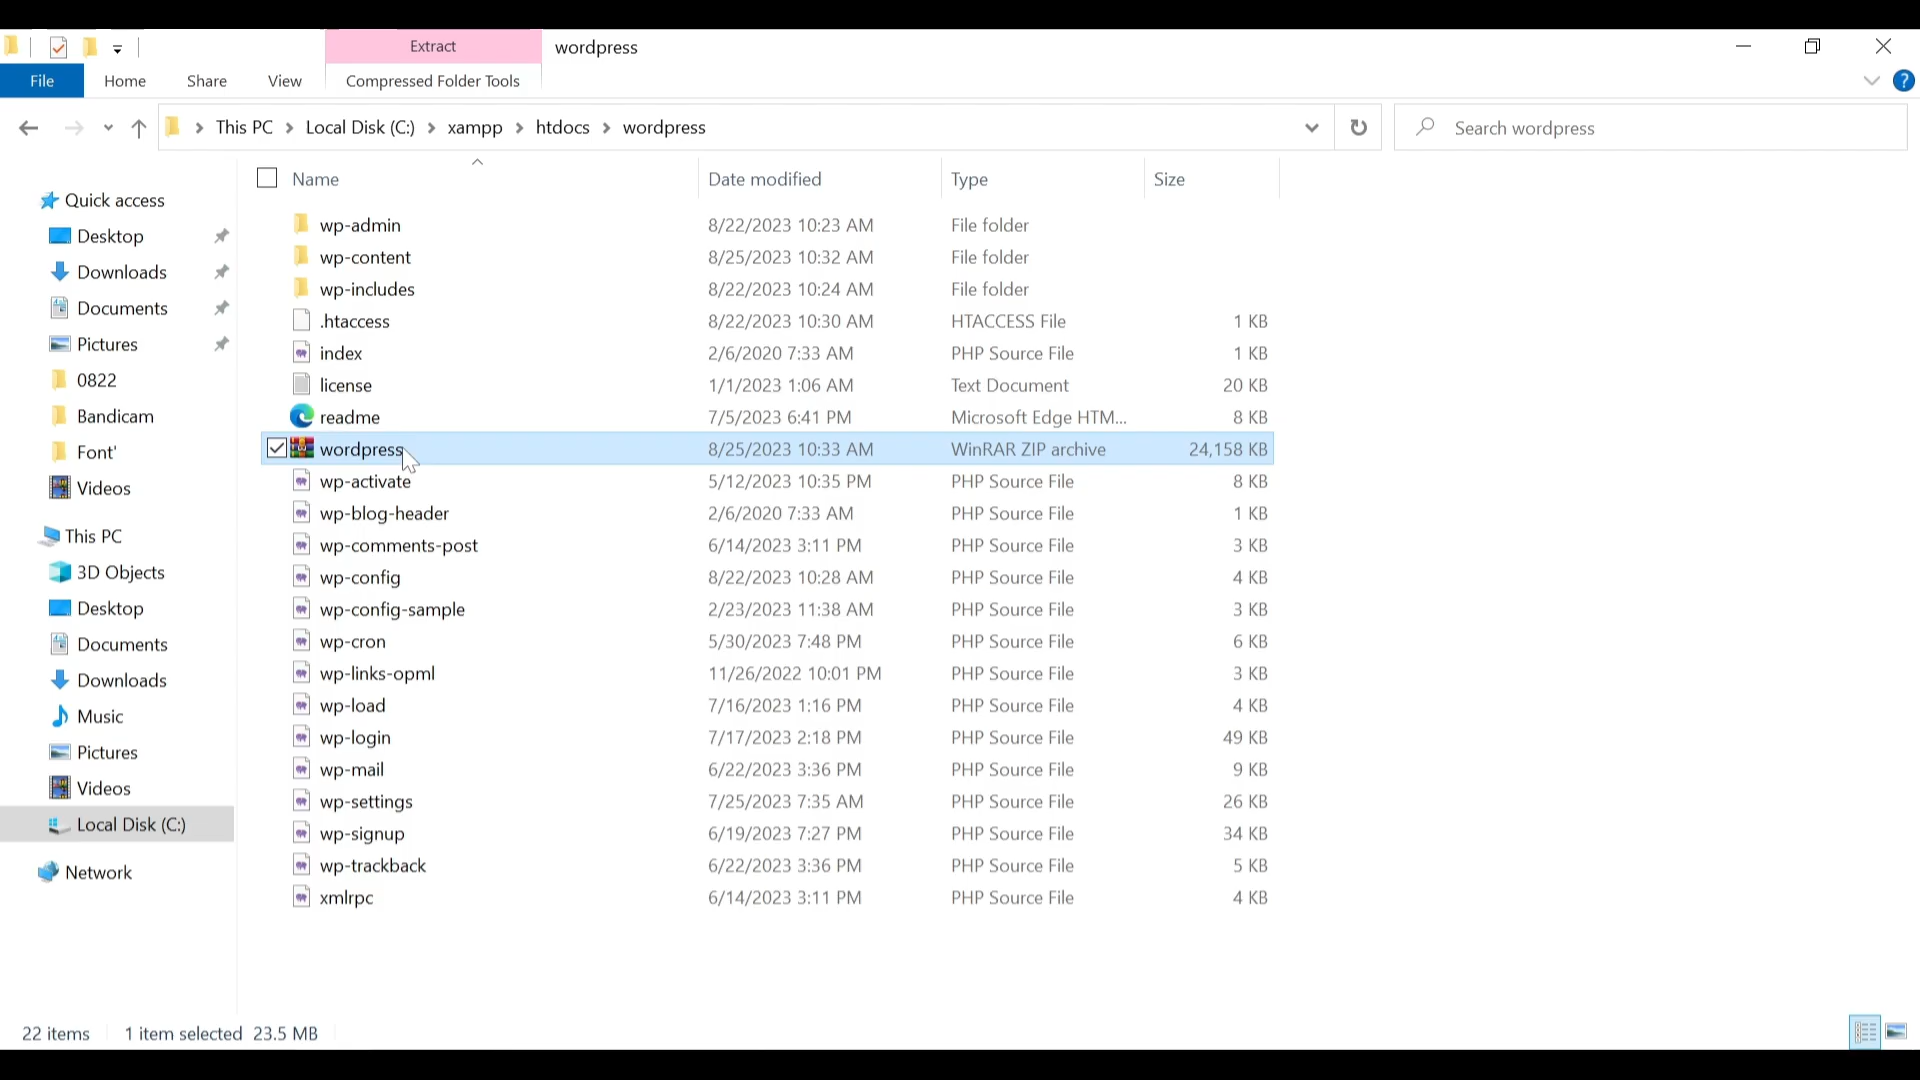 Extract
wordpress
File
Home
Share
View
Compressed Folder Tools
?
This PC > Local Disk (C:) > xampp > htdocs > wordpress
Search wordpress
Name
Date modified
Type
Size
Quick access
Desktop
Downloads
Documents
Pictures
0822
Bandicam
Font'
Videos
This PC
3D Objects
Desktop
Documents
Downloads
Music
Pictures
Videos
Local Disk (C:)
Network
wp-admin 8/22/2023 10:23 AM File folder
wp-content 8/25/2023 10:32 AM File folder
wp-includes 8/22/2023 10:24 AM File folder
.htaccess 8/22/2023 10:30 AM HTACCESS File 1 KB
index 2/6/2020 7:33 AM PHP Source File 1 KB
license 1/1/2023 1:06 AM Text Document 20 KB
readme 7/5/2023 6:41 PM Microsoft Edge HTM... 8 KB
wordpress 8/25/2023 10:33 AM WinRAR ZIP archive 24,158 KB
wp-activate 5/12/2023 10:35 PM PHP Source File 8 KB
wp-blog-header 2/6/2020 7:33 AM PHP Source File 1 KB
wp-comments-post 6/14/2023 3:11 PM PHP Source File 3 KB
wp-config 8/22/2023 10:28 AM PHP Source File 4 KB
wp-config-sample 2/23/2023 11:38 AM PHP Source File 3 KB
wp-cron 5/30/2023 7:48 PM PHP Source File 6 KB
wp-links-opml 11/26/2022 10:01 PM PHP Source File 3 KB
wp-load 7/16/2023 1:16 PM PHP Source File 4 KB
wp-login 7/17/2023 2:18 PM PHP Source File 49 KB
wp-mail 6/22/2023 3:36 PM PHP Source File 9 KB
wp-settings 7/25/2023 7:35 AM PHP Source File 26 KB
wp-signup 6/19/2023 7:27 PM PHP Source File 34 KB
wp-trackback 6/22/2023 3:36 PM PHP Source File 5 KB
xmlrpc 6/14/2023 3:11 PM PHP Source File 4 KB
22 items 1 item selected 23.5 MB